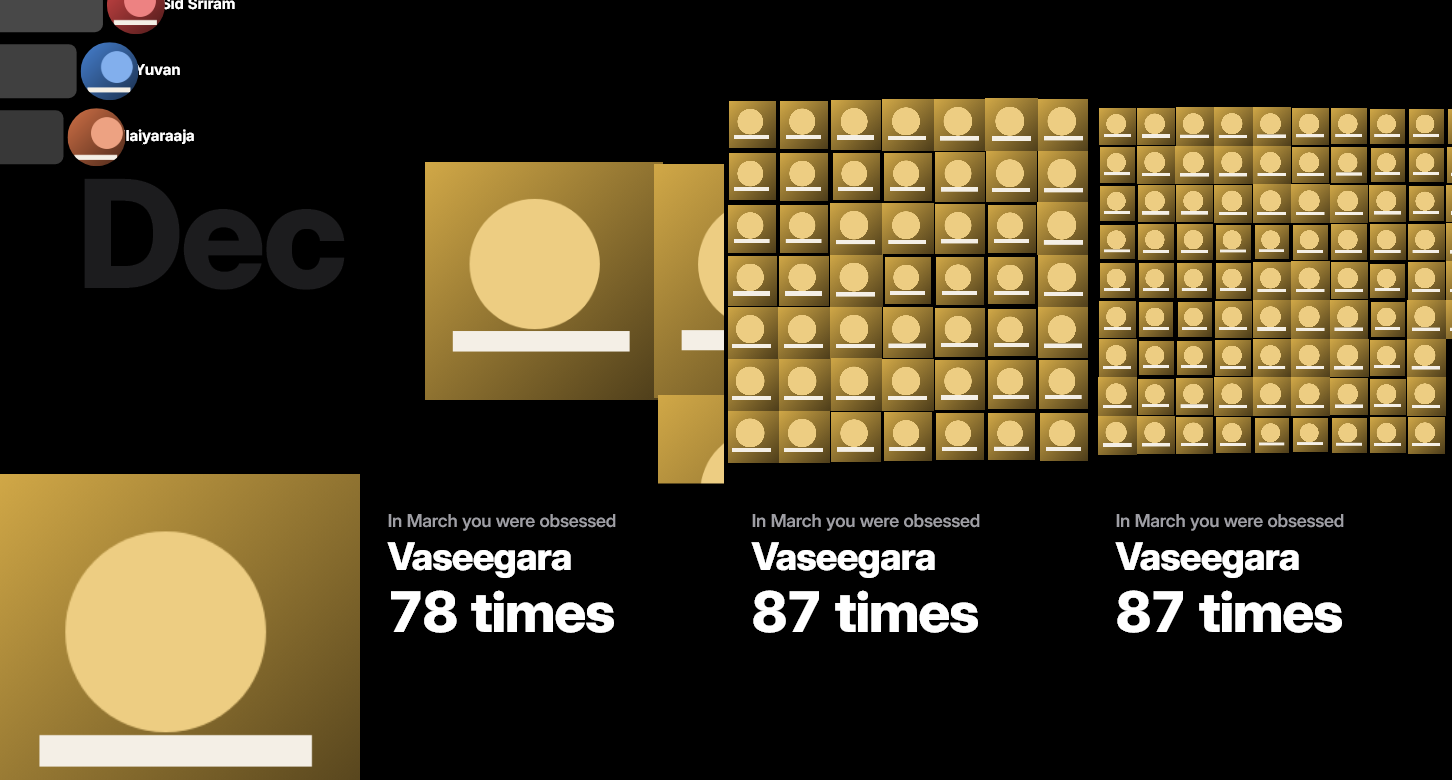 Sid Sriram
Yuvan
laiyaraaja
Dec
In March you were obsessed
Vaseegara
78 times
In March you were obsessed
Vaseegara
87 times
In March you were obsessed
Vaseegara
87 times